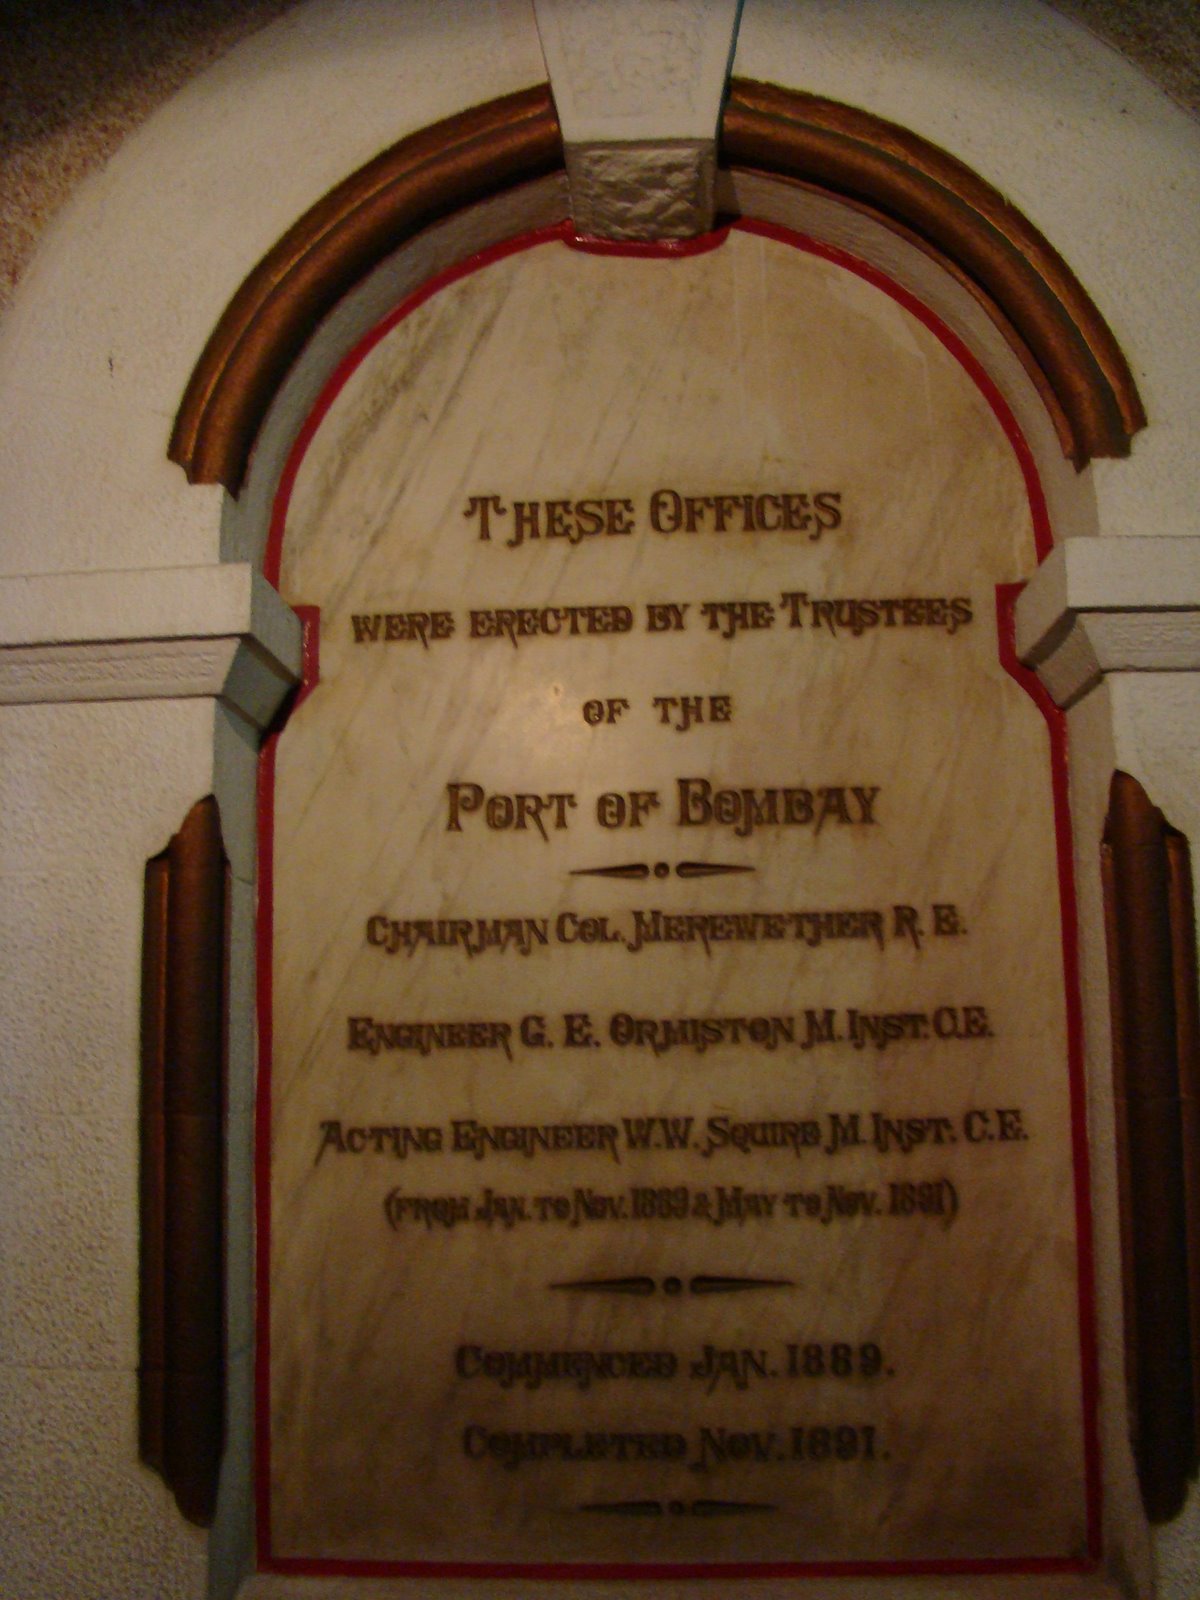 THESE OFFICES
WERE ERECTED BY THE TRUSTEES
OF THE
PORT OF BOMBAY
CHAIRMAN COL. MEREWETHER R. E.
ENGINEER G. E. ORMISTON M. INST. C.E.
ACTING ENGINEER W.W. SQUIRE M. INST. C.E.
(FROM JAN. TO NOV. 1889 & MAY TO NOV. 1891)
COMMENCED JAN. 1889.
COMPLETED NOV. 1891.